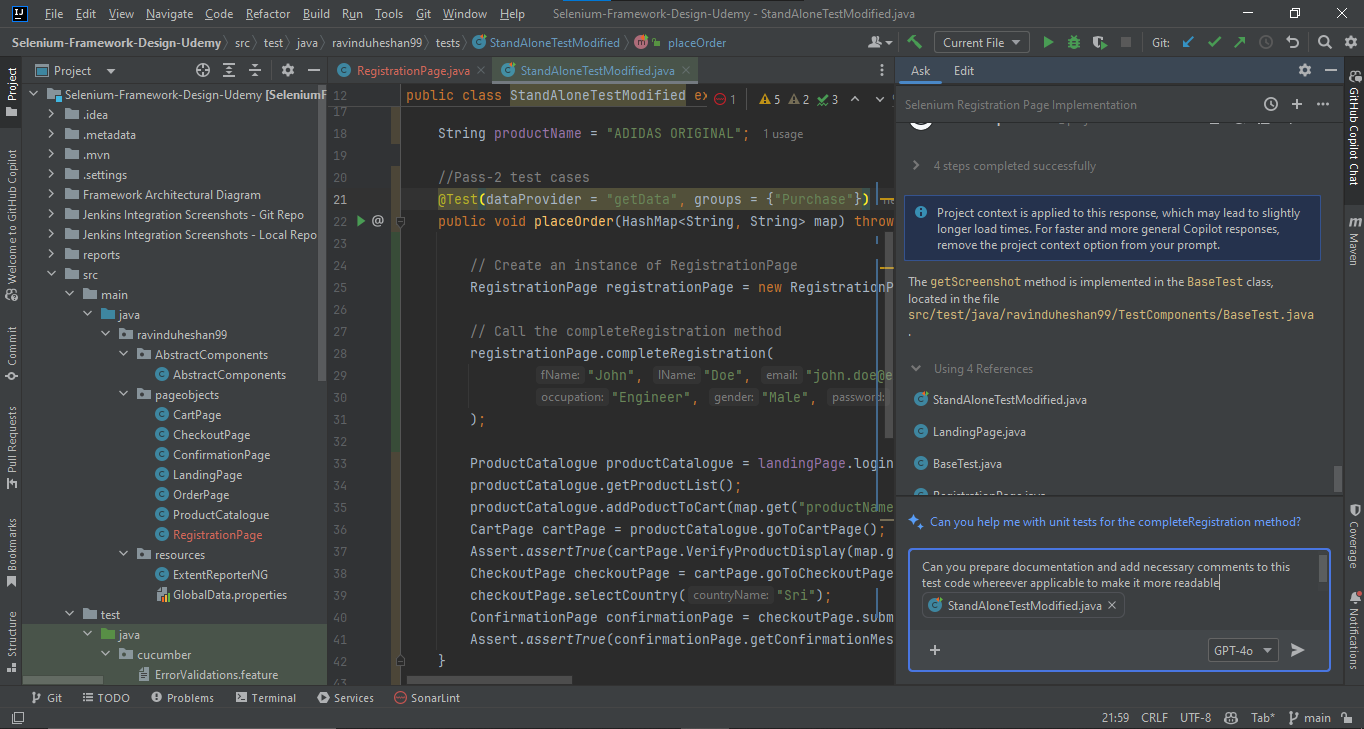 File Edit View Navigate Code Refactor Build Run Tools Git Window Help Selenium-Framework-Design-Udemy - StandAloneTestModified.java
Selenium-Framework-Design-Udemy src test java ravinduheshan99 tests StandAloneTestModified placeOrder Current File Git:
Project
RegistrationPage.java StandAloneTestModified.java
Ask Edit
Selenium-Framework-Design-Udemy [SeleniumF
.idea
.metadata
.mvn
.settings
Framework Architectural Diagram
Jenkins Integration Screenshots - Git Repo
Jenkins Integration Screenshots - Local Repo
reports
src
main
java
ravinduheshan99
AbstractComponents
AbstractComponents
pageobjects
CartPage
CheckoutPage
ConfirmationPage
LandingPage
OrderPage
ProductCatalogue
RegistrationPage
resources
ExtentReporterNG
GlobalData.properties
test
java
cucumber
ErrorValidations.feature
12 public class StandAloneTestModified 1 5 2 3
17
18 String productName = "ADIDAS ORIGINAL"; 1 usage
19
20 //Pass-2 test cases
21 @Test(dataProvider = "getData", groups = {"Purchase"})
22 public void placeOrder(HashMap<String, String> map) throw
23
24 // Create an instance of RegistrationPage
25 RegistrationPage registrationPage = new RegistrationP
26
27 // Call the completeRegistration method
28 registrationPage.completeRegistration(
29 fName: "John", lName: "Doe", email: "john.doe@e
30 occupation: "Engineer", gender: "Male", password:
31 );
32
33 ProductCatalogue productCatalogue = landingPage.login
34 productCatalogue.getProductList();
35 productCatalogue.addPoductToCart(map.get("productName
36 CartPage cartPage = productCatalogue.goToCartPage();
37 Assert.assertTrue(cartPage.VerifyProductDisplay(map.g
38 CheckoutPage checkoutPage = cartPage.goToCheckoutPage
39 checkoutPage.selectCountry( countryName: "Sri");
40 ConfirmationPage confirmationPage = checkoutPage.subm
41 Assert.assertTrue(confirmationPage.getConfirmationMes
42 }
43
Selenium Registration Page Implementation
4 steps completed successfully
Project context is applied to this response, which may lead to slightly
longer load times. For faster and more general Copilot responses,
remove the project context option from your prompt.
The getScreenshot method is implemented in the BaseTest class,
located in the file
src/test/java/ravinduheshan99/TestComponents/BaseTest.java
.
Using 4 References
StandAloneTestModified.java
LandingPage.java
BaseTest.java
RegistrationPage.java
Can you help me with unit tests for the completeRegistration method?
Can you prepare documentation and add necessary comments to this
test code whereever applicable to make it more readable
StandAloneTestModified.java
GPT-4o
Project
Welcome to GitHub Copilot
Commit
Pull Requests
Bookmarks
Structure
GitHub Copilot Chat
Maven
Coverage
Notifications
Git TODO Problems Terminal Services SonarLint
21:59 CRLF UTF-8 Tab* main